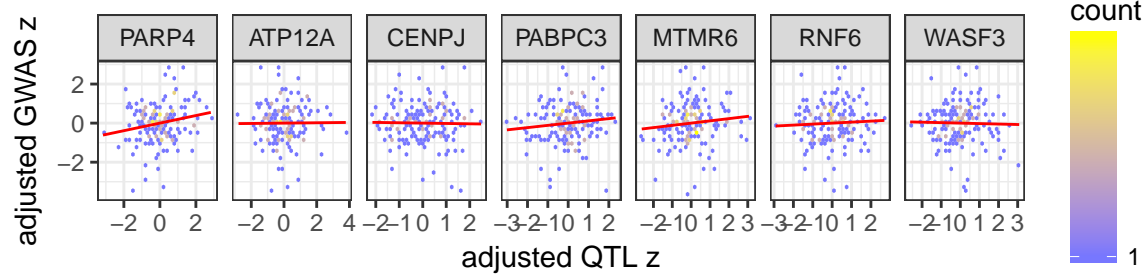 count
PARP4 ATP12A CENPJ PABPC3 MTMR6 RNF6 WASF3
adjusted GWAS z
2
0
−2
1
−2 0 2 −2 0 2 4 −2 −1 0 1 2 −3 −2 −1 0 1 2 −2 −1 0 1 2 3 −3 −2 −1 0 1 2 −2 −1 0 1 2 3
adjusted QTL z